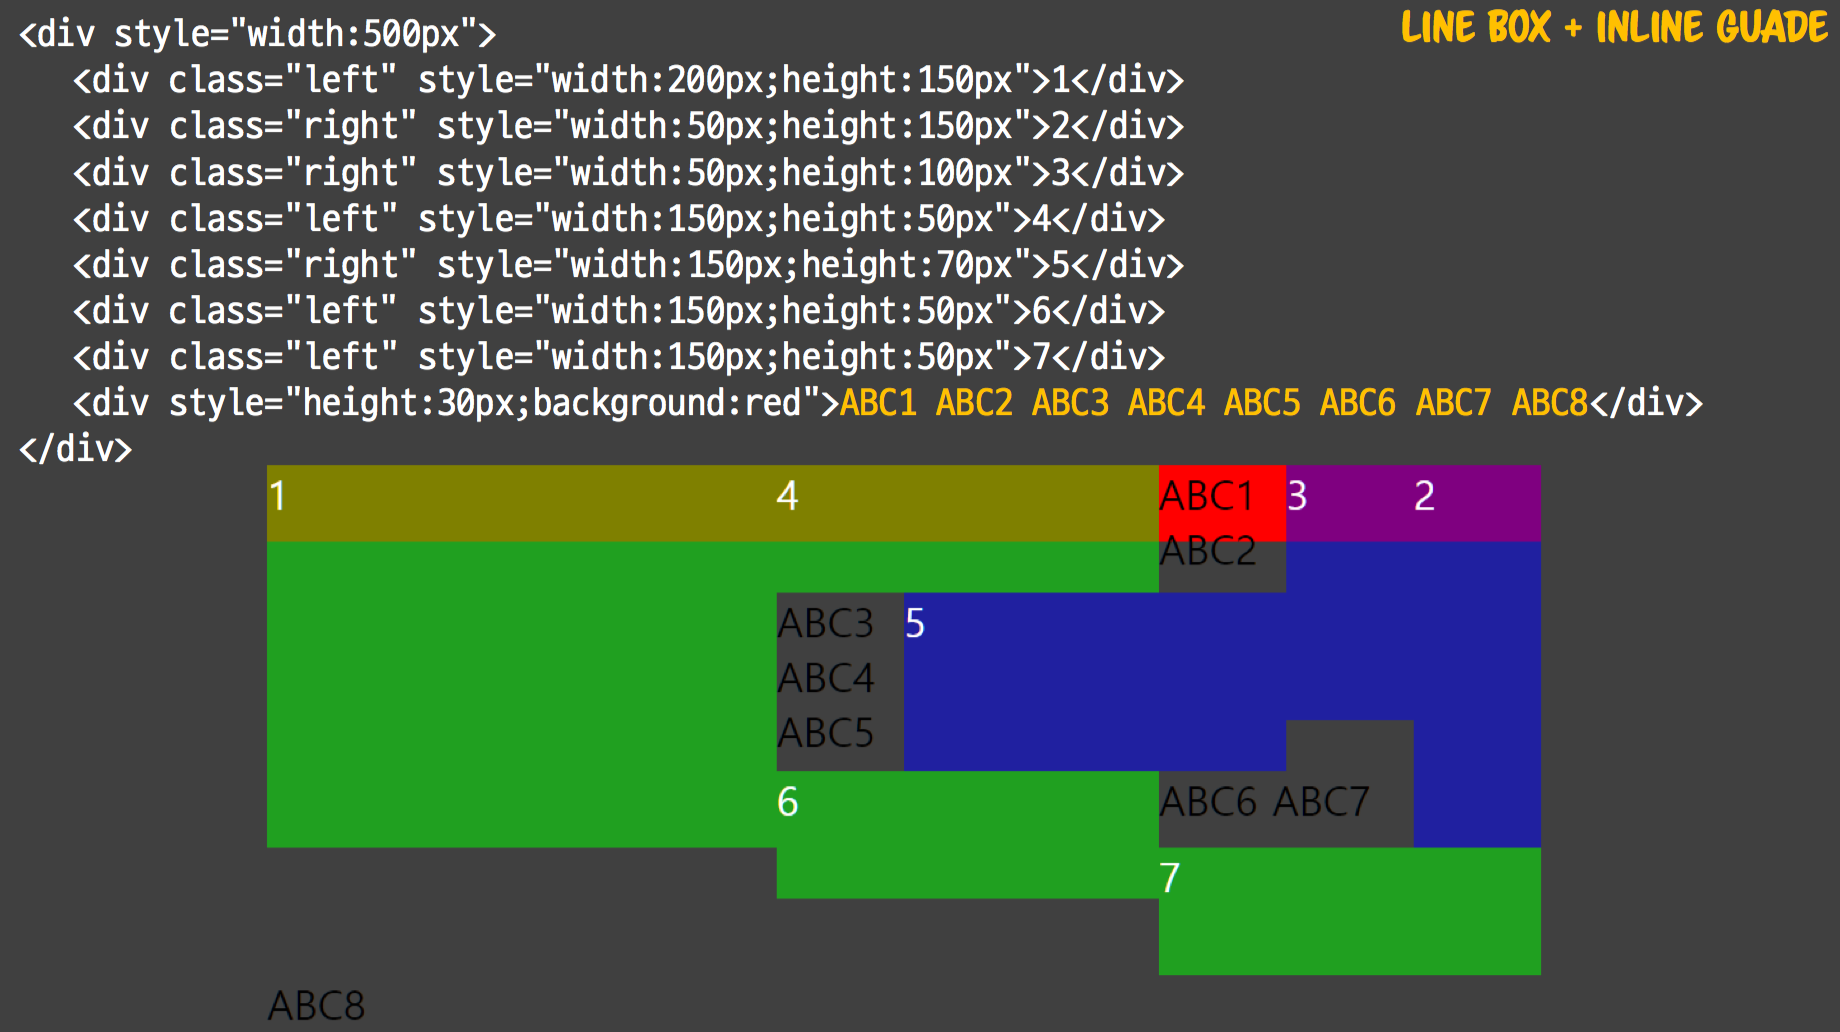 LINE BOX + INLINE GUADE
<div style="width:500px">
<div class="left" style="width:200px;height:150px">1</div>
<div class="right" style="width:50px;height:150px">2</div>
<div class="right" style="width:50px;height:100px">3</div>
<div class="left" style="width:150px;height:50px">4</div>
<div class="right" style="width:150px;height:70px">5</div>
<div class="left" style="width:150px;height:50px">6</div>
<div class="left" style="width:150px;height:50px">7</div>
<div style="height:30px;background:red">ABC1 ABC2 ABC3 ABC4 ABC5 ABC6 ABC7 ABC8</div>
</div>
1 4 ABC1 3 2
ABC2
ABC3 5
ABC4
ABC5
6 ABC6 ABC7
7
ABC8